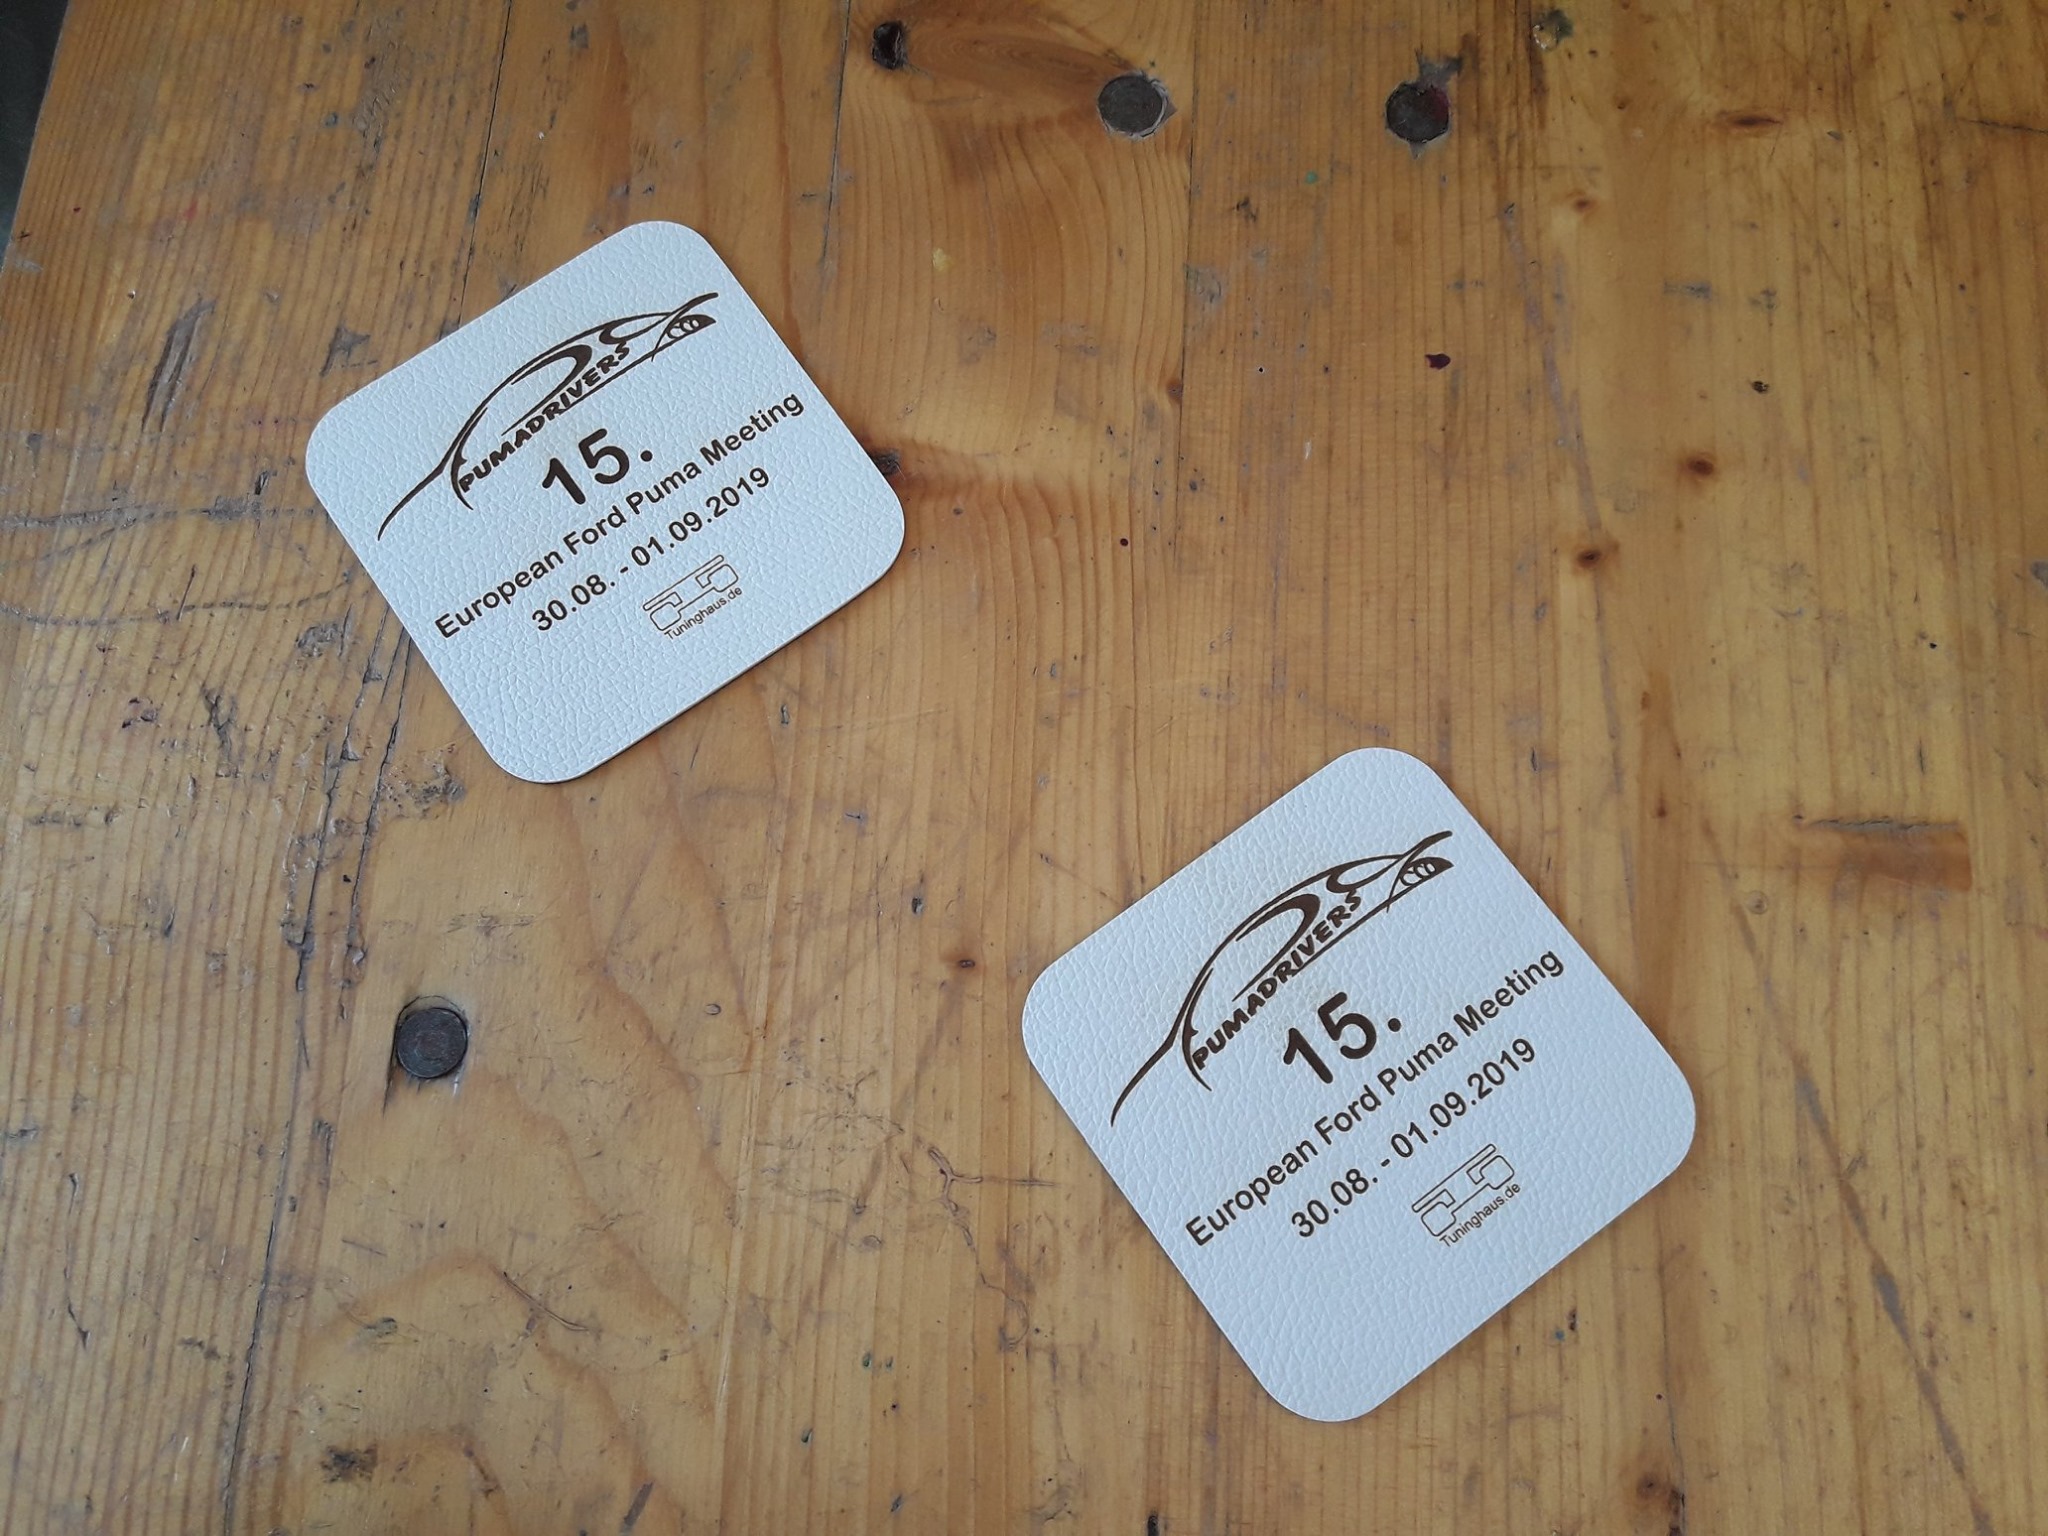 PUMADRIVERS
15.
European Ford Puma Meeting
30.08. - 01.09.2019
Tuninghaus.de
PUMADRIVERS
15.
European Ford Puma Meeting
30.08. - 01.09.2019
Tuninghaus.de